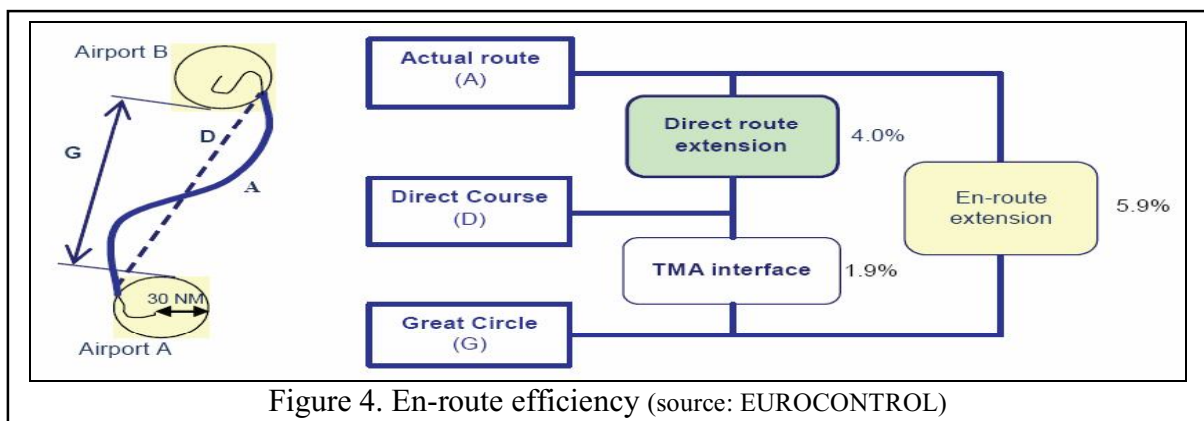 Airport B
G
D
A
30 NM
Airport A
Actual route
(A)
Direct route
extension
4.0%
Direct Course
(D)
En-route
extension
5.9%
TMA interface
1.9%
Great Circle
(G)
Figure 4. En-route efficiency (source: EUROCONTROL)